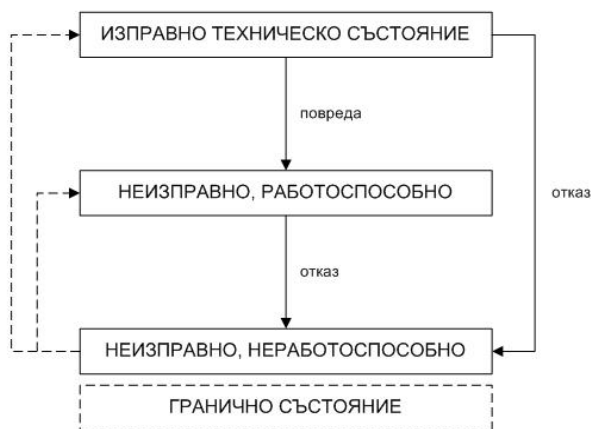 ИЗПРАВНО ТЕХНИЧЕСКО СЪСТОЯНИЕ
повреда
НЕИЗПРАВНО, РАБОТОСПОСОБНО
отказ
отказ
НЕИЗПРАВНО, НЕРАБОТОСПОСОБНО
ГРАНИЧНО СЪСТОЯНИЕ